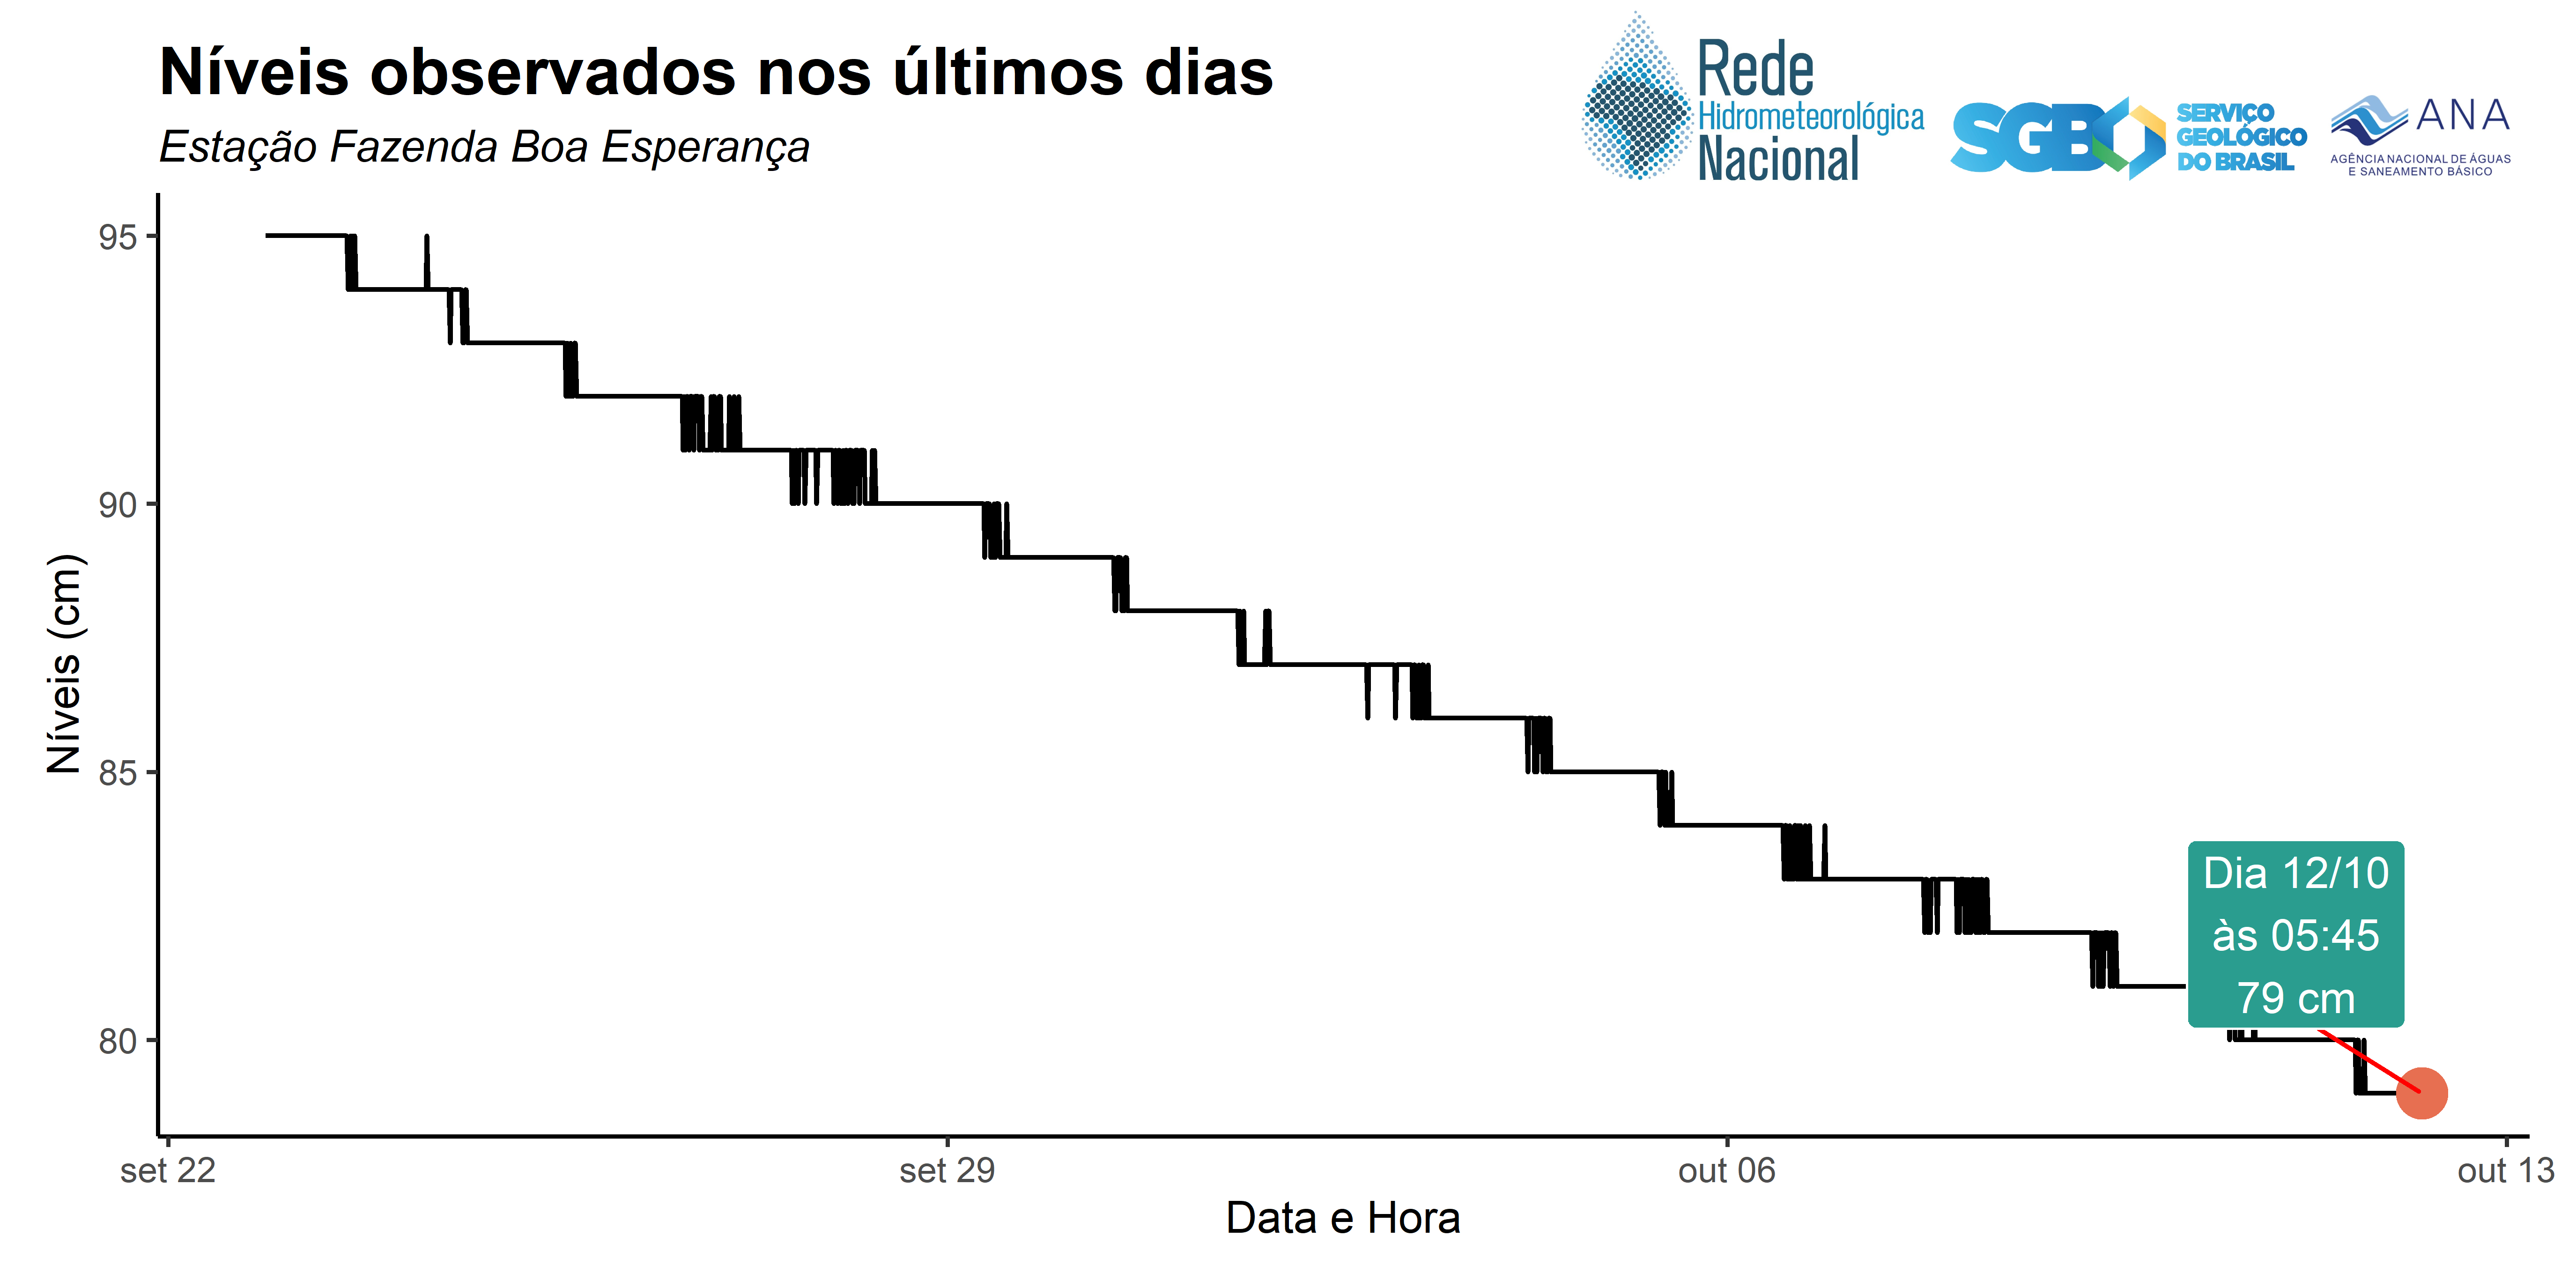 Níveis observados nos últimos dias
Estação Fazenda Boa Esperança
Rede
Hidrometeorológica
Nacional
SGB
SERVIÇO
GEOLÓGICO
DO BRASIL
ANA
AGÊNCIA NACIONAL DE ÁGUAS
E SANEAMENTO BÁSICO
Níveis (cm)
95
90
85
80
Dia 12/10
às 05:45
79 cm
set 22
set 29
out 06
out 13
Data e Hora